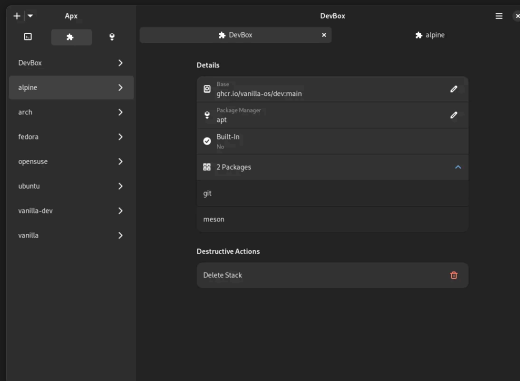 Apx
DevBox
DevBox
alpine
DevBox
alpine
arch
fedora
opensuse
ubuntu
vanilla-dev
vanilla
Details
Base
ghcr.io/vanilla-os/dev:main
Package Manager
apt
Built-In
No
2 Packages
git
meson
Destructive Actions
Delete Stack